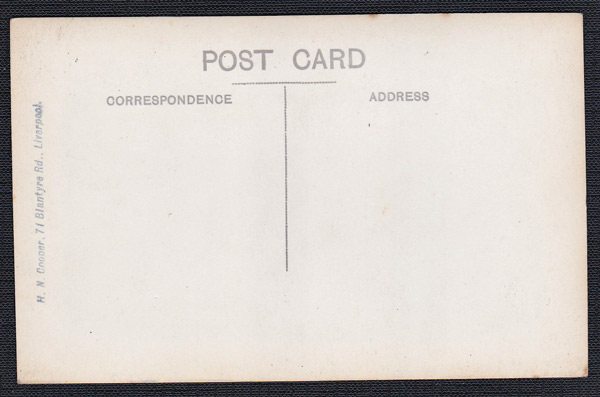 POST CARD
CORRESPONDENCE
ADDRESS
H. N. Cooper, 71 Blantyre Rd., Liverpool.